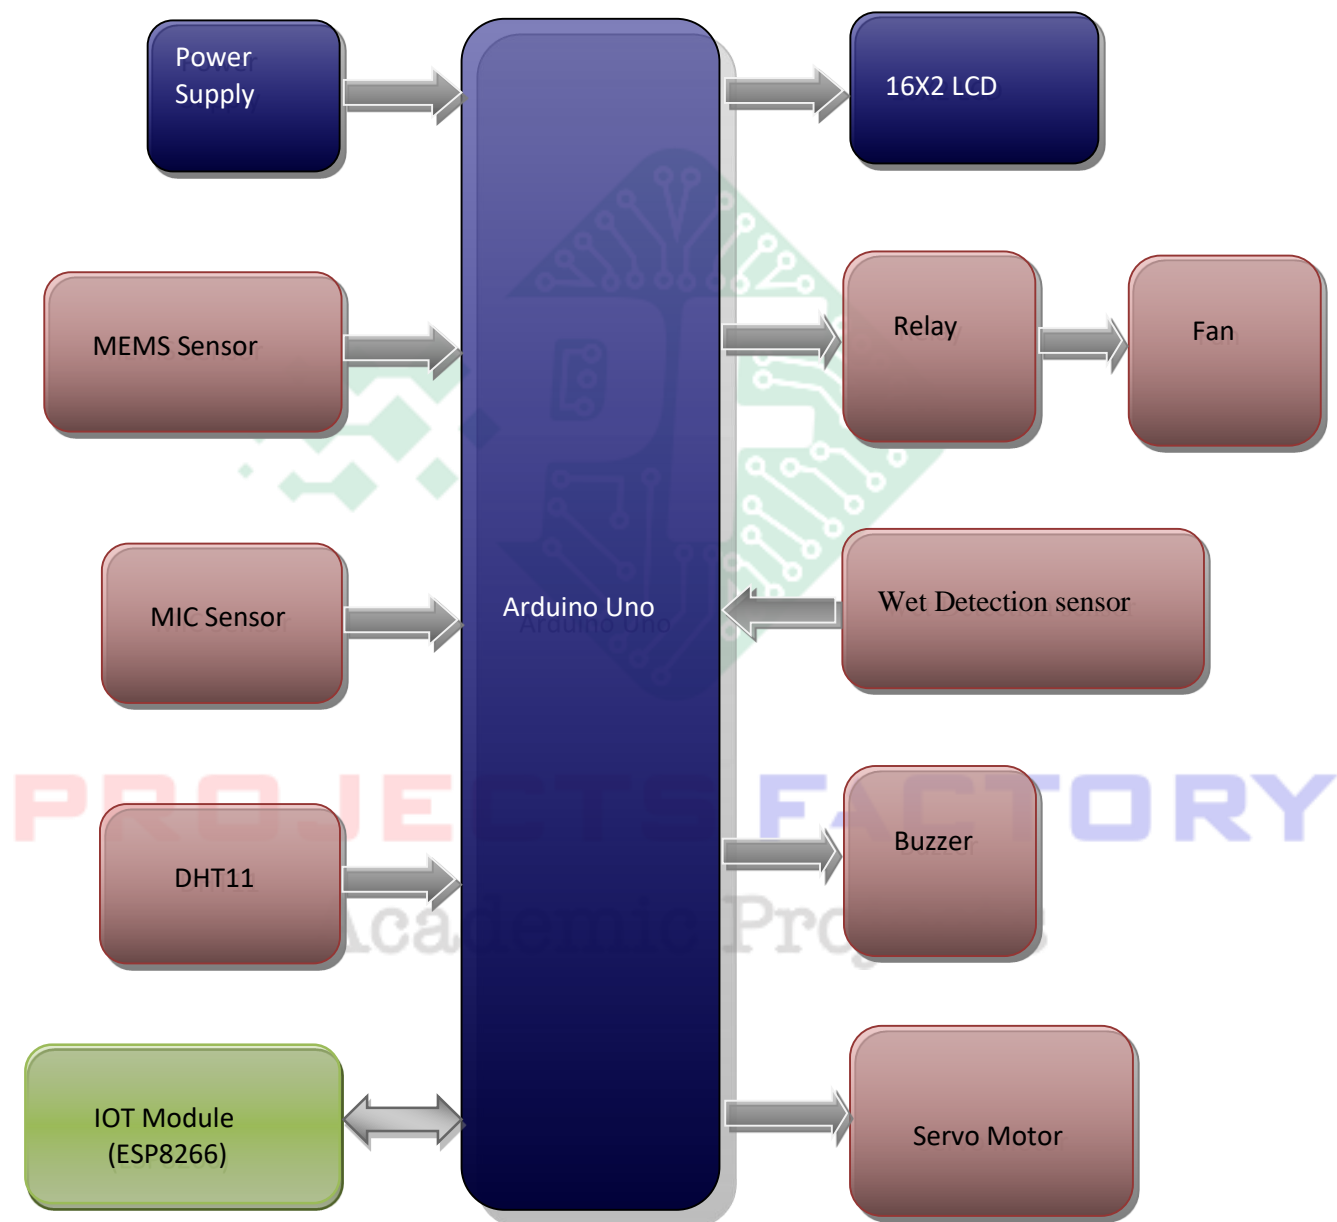 Power
Supply
16X2 LCD
MEMS Sensor
Relay
Fan
MIC Sensor
Arduino Uno
Wet Detection sensor
PROJECTS FACTORY
DHT11
Buzzer
Academic Projects
IOT Module
(ESP8266)
Servo Motor